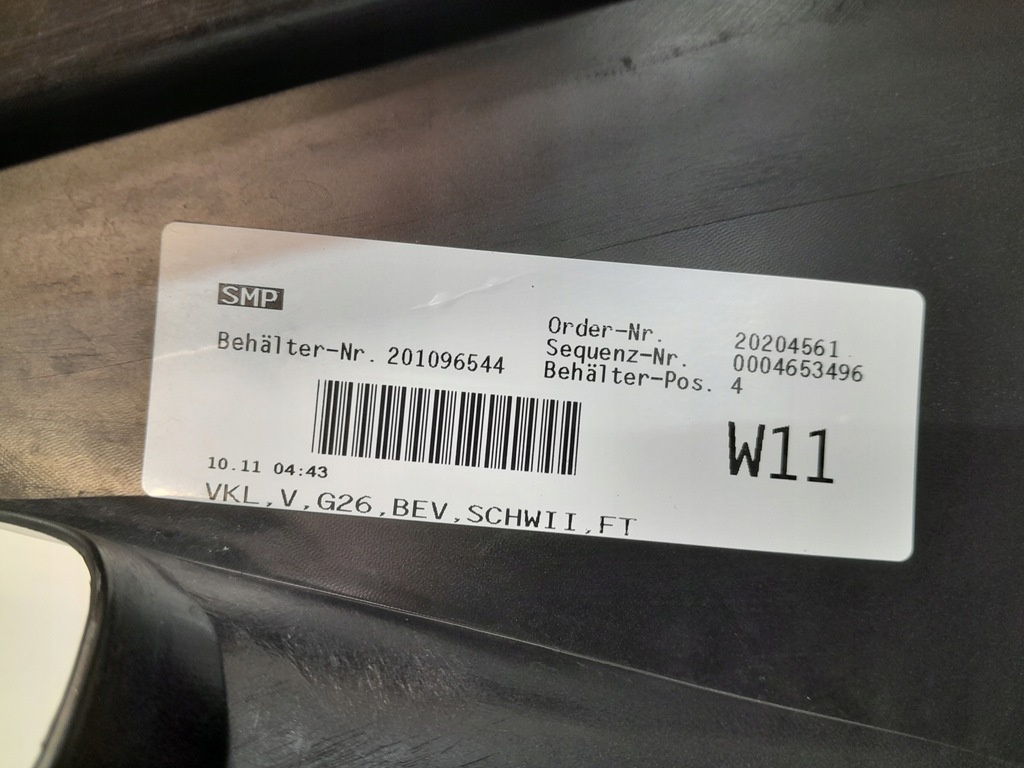 SMP
Behälter-Nr. 201096544
Order-Nr. 20204561
Sequenz-Nr. 0004653496
Behälter-Pos. 4
W11
10.11 04:43
VKL,V,G26,BEV,SCHWII,FT